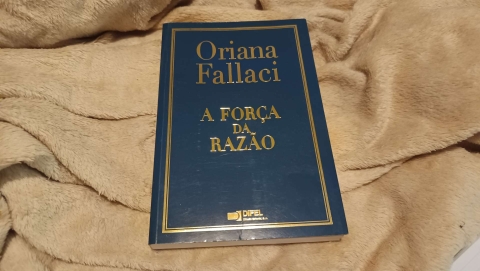 Oriana
Fallaci
A FORÇA
DA
RAZÃO
DIFEL